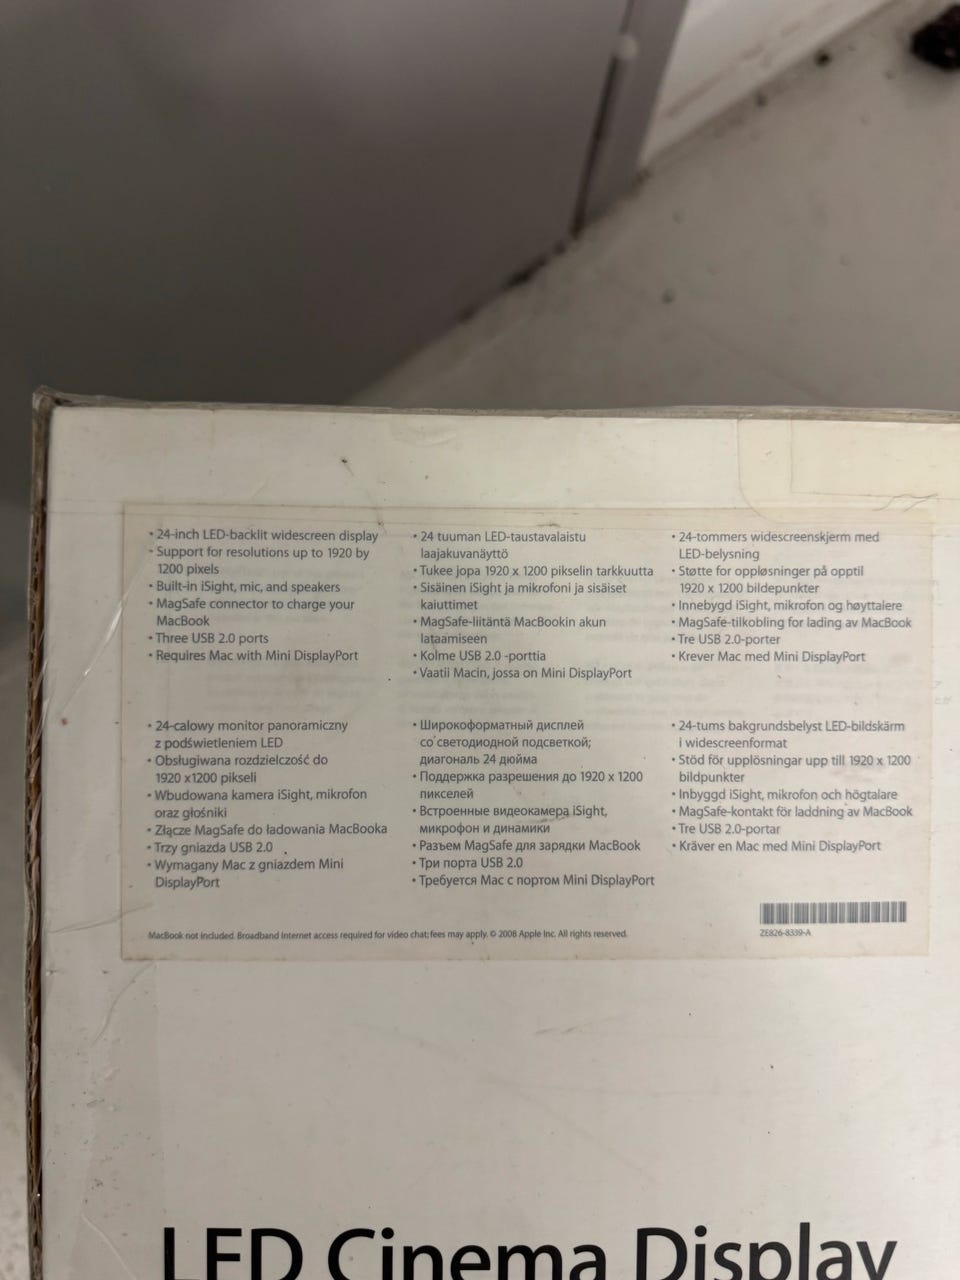 • 24-inch LED-backlit widescreen display
• Support for resolutions up to 1920 by
1200 pixels
• Built-in iSight, mic, and speakers
• MagSafe connector to charge your
MacBook
• Three USB 2.0 ports
• Requires Mac with Mini DisplayPort
• 24 tuuman LED-taustavalaistu
laajakuvanäyttö
• Tukee jopa 1920 x 1200 pikselin tarkkuutta
• Sisäinen iSight ja mikrofoni ja sisäiset
kaiuttimet
• MagSafe-liitäntä MacBookin akun
lataamiseen
• Kolme USB 2.0 -porttia
• Vaatii Macin, jossa on Mini DisplayPort
• 24-tommers widescreenskjerm med
LED-belysning
• Støtte for oppløsninger på opptil
1920 x 1200 bildepunkter
• Innebygd iSight, mikrofon og høyttalere
• MagSafe-tilkobling for lading av MacBook
• Tre USB 2.0-porter
• Krever Mac med Mini DisplayPort
• 24-calowy monitor panoramiczny
z podświetleniem LED
• Obsługiwana rozdzielczość do
1920 x1200 pikseli
• Wbudowana kamera iSight, mikrofon
oraz głośniki
• Złącze MagSafe do ładowania MacBooka
• Trzy gniazda USB 2.0
• Wymagany Mac z gniazdem Mini
DisplayPort
• Широкоформатный дисплей
со светодиодной подсветкой;
диагональ 24 дюйма
• Поддержка разрешения до 1920 x 1200
пикселей
• Встроенные видеокамера iSight,
микрофон и динамики
• Разъем MagSafe для зарядки MacBook
• Три порта USB 2.0
• Требуется Mac с портом Mini DisplayPort
• 24-tums bakgrundsbelyst LED-bildskärm
i widescreenformat
• Stöd för upplösningar upp till 1920 x 1200
bildpunkter
• Inbyggd iSight, mikrofon och högtalare
• MagSafe-kontakt för laddning av MacBook
• Tre USB 2.0-portar
• Kräver en Mac med Mini DisplayPort
MacBook not included. Broadband Internet access required for video chat; fees may apply. © 2008 Apple Inc. All rights reserved.
ZE826-8339-A
LED Cinema Display